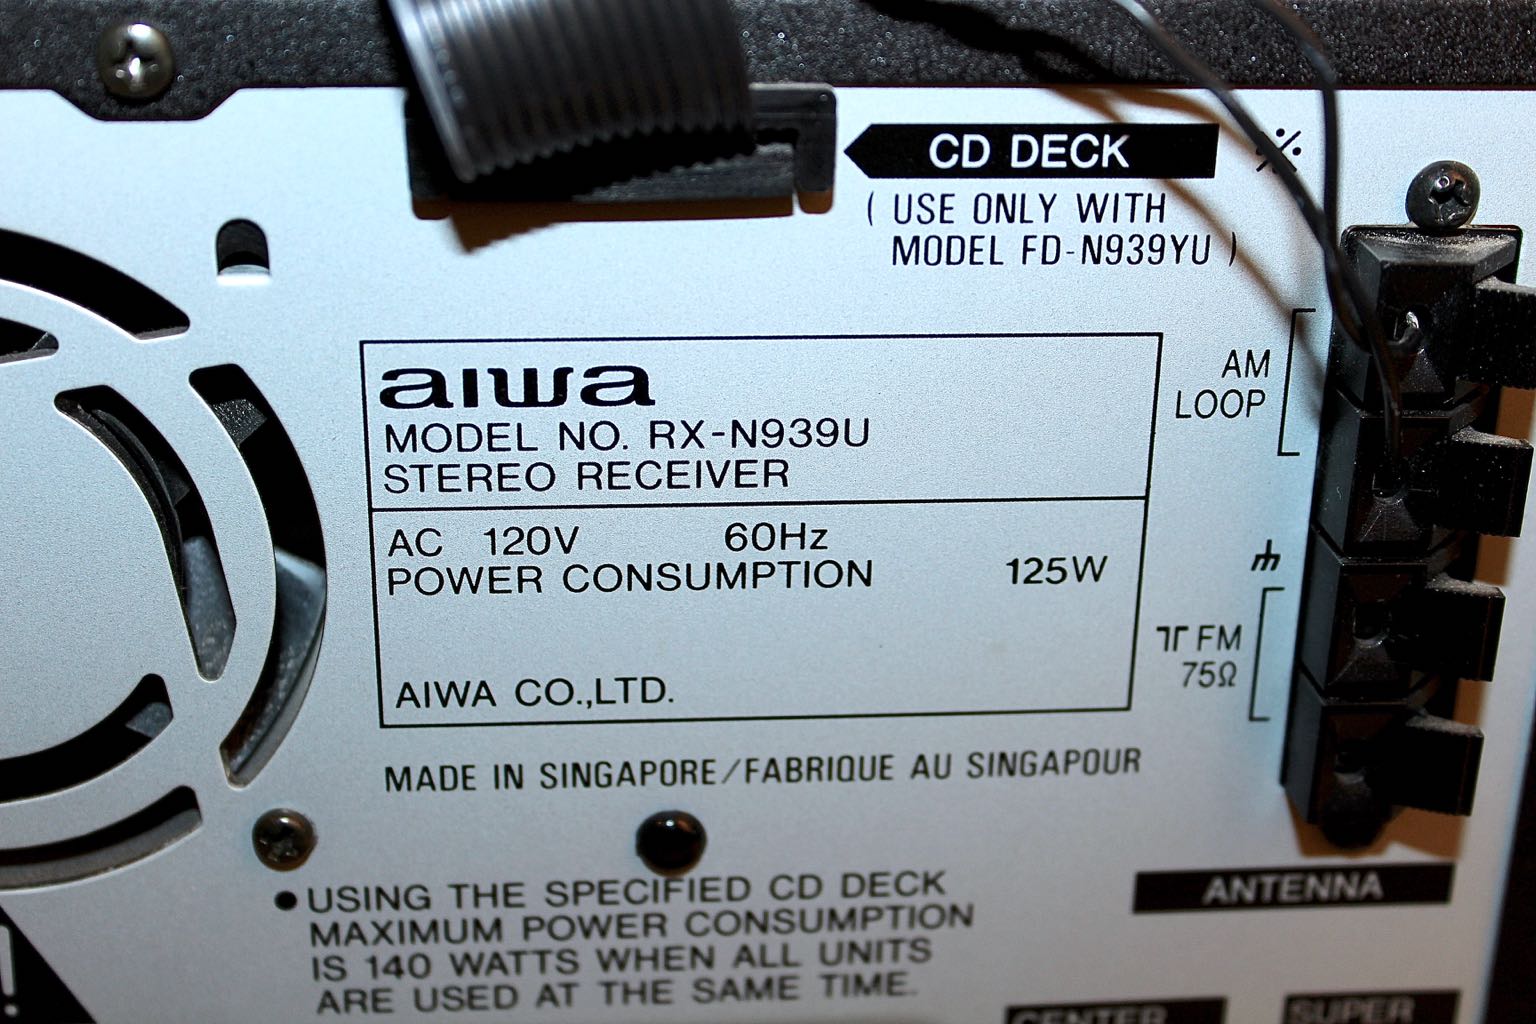 CD DECK ※
( USE ONLY WITH
MODEL FD-N939YU )
aiwa
MODEL NO. RX-N939U
STEREO RECEIVER
AC 120V 60Hz
POWER CONSUMPTION 125W
AIWA CO.,LTD.
AM
LOOP
FM
75Ω
MADE IN SINGAPORE/FABRIQUE AU SINGAPOUR
ANTENNA
●USING THE SPECIFIED CD DECK
MAXIMUM POWER CONSUMPTION
IS 140 WATTS WHEN ALL UNITS
ARE USED AT THE SAME TIME.
!
CENTER
SUPER